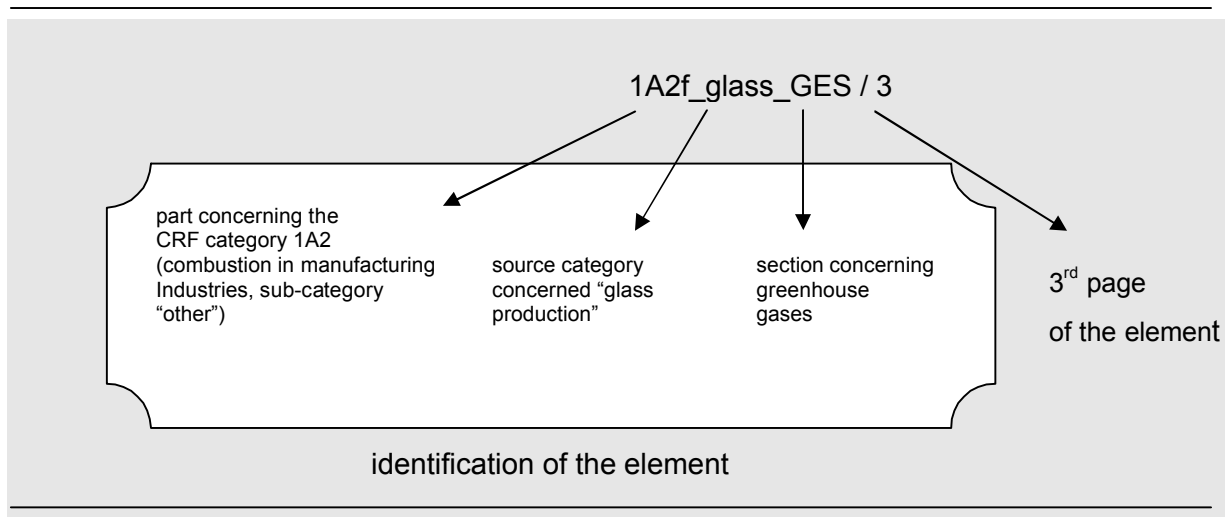 1A2f_glass_GES / 3
part concerning the
CRF category 1A2
(combustion in manufacturing
Industries, sub-category
“other”)
source category
concerned “glass
production”
section concerning
greenhouse
gases
3rd page
of the element
identification of the element